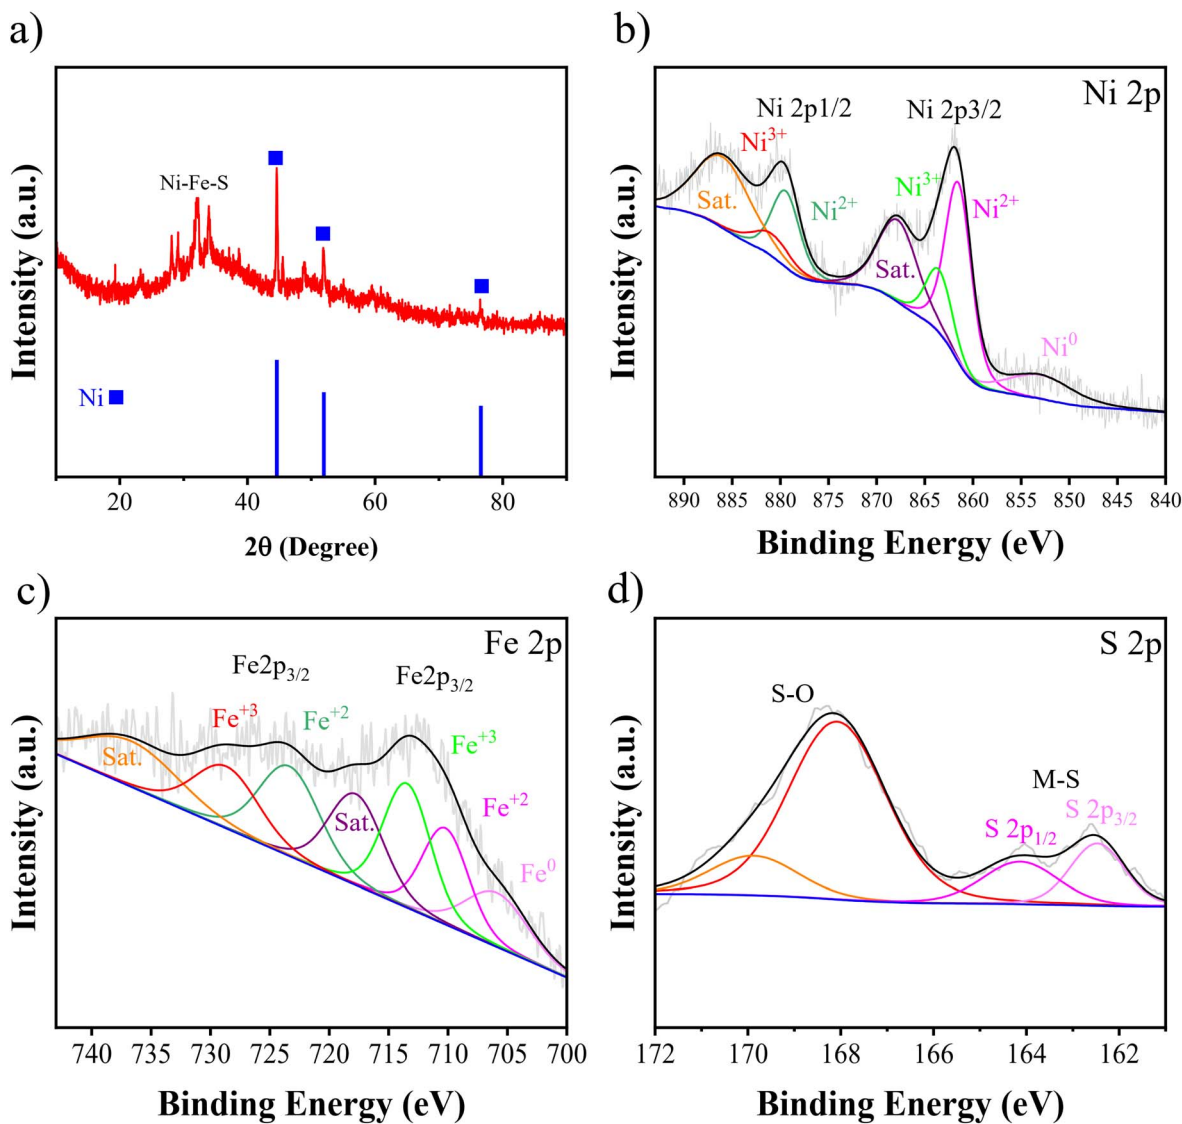 a)
Intensity (a.u.)
Ni-Fe-S
Ni
20 40 60 80
2θ (Degree)
b)
Intensity (a.u.)
Ni 2p
Ni 2p1/2
Ni 2p3/2
Ni³⁺
Sat.
Ni²⁺
Ni³⁺
Ni²⁺
Sat.
Ni⁰
890 885 880 875 870 865 860 855 850 845 840
Binding Energy (eV)
c)
Intensity (a.u.)
Fe 2p
Fe2p₃/₂
Fe2p₃/₂
Fe⁺³
Fe⁺²
Sat.
Fe⁺³
Fe⁺²
Sat.
Fe⁰
740 735 730 725 720 715 710 705 700
Binding Energy (eV)
d)
Intensity (a.u.)
S 2p
S-O
M-S
S 2p₁/₂
S 2p₃/₂
172 170 168 166 164 162
Binding Energy (eV)